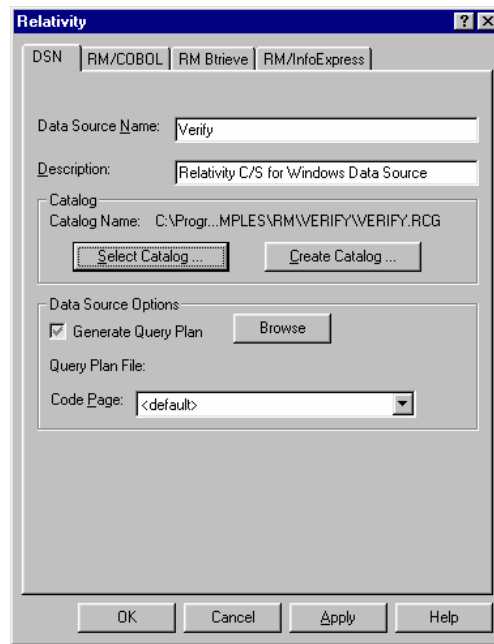 Relativity
DSN RM/COBOL RM Btrieve RM/InfoExpress
Data Source Name: Verify
Description: Relativity C/S for Windows Data Source
Catalog
Catalog Name: C:\Progr...MPLES\RM\VERIFY\VERIFY.RCG
Select Catalog ... Create Catalog ...
Data Source Options
Generate Query Plan Browse
Query Plan File:
Code Page: <default>
OK Cancel Apply Help